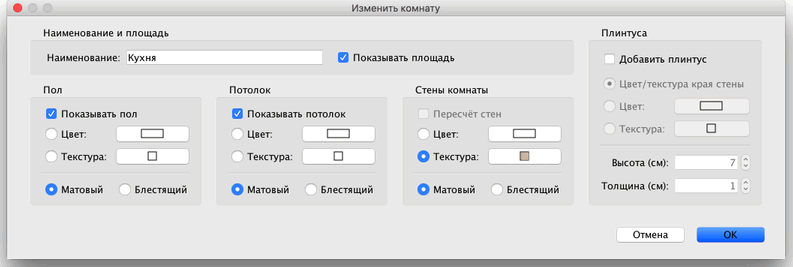 Изменить комнату
Наименование и площадь
Наименование: Кухня
Показывать площадь
Пол
Показывать пол
Цвет:
Текстура:
Матовый Блестящий
Потолок
Показывать потолок
Цвет:
Текстура:
Матовый Блестящий
Стены комнаты
Пересчёт стен
Цвет:
Текстура:
Матовый Блестящий
Плинтуса
Добавить плинтус
Цвет/текстура края стены
Цвет:
Текстура:
Высота (см): 7
Толщина (см): 1
Отмена OK